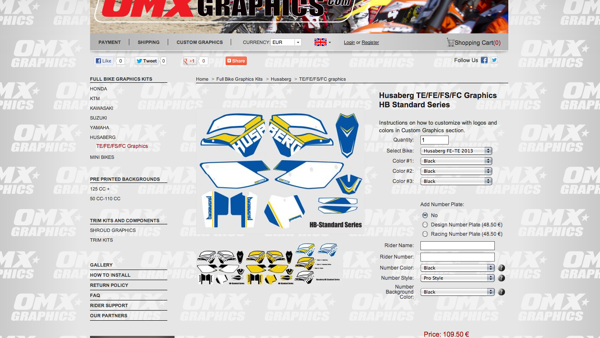 OMXGRAPHICS.com
PAYMENT
SHIPPING
CUSTOM GRAPHICS
CURRENCY: EUR
Login or Register
Shopping Cart(0)
Like 0
Tweet 0
+1 0
Share
Follow Us
FULL BIKE GRAPHICS KITS
HONDA
KTM
KAWASAKI
SUZUKI
YAMAHA
HUSABERG
TE/FE/FS/FC Graphics
MINI BIKES
PRE PRINTED BACKGROUNDS
125 CC +
50 CC-110 CC
TRIM KITS AND COMPONENTS
SHROUD GRAPHICS
TRIM KITS
GALLERY
HOW TO INSTALL
RETURN POLICY
FAQ
RIDER SUPPORT
OUR PARTNERS
Home » Full Bike Graphics Kits » Husaberg » TE/FE/FS/FC graphics
HUSABERG
HB-Standard Series
Husaberg TE/FE/FS/FC Graphics
HB Standard Series
Instructions on how to customize with logos
and colors in Custom Graphics section.
Quantity: 1
Select Bike: Husaberg FE-TE 2013
Color #1: Black
Color #2: Black
Color #3: Black
Add Number Plate:
No
Design Number Plate (48.50 €)
Racing Number Plate (48.50 €)
Rider Name:
Rider Number:
Number Color: Black
Number Style: Pro Style
Number
Background
Color: Black
Price: 109.50 €